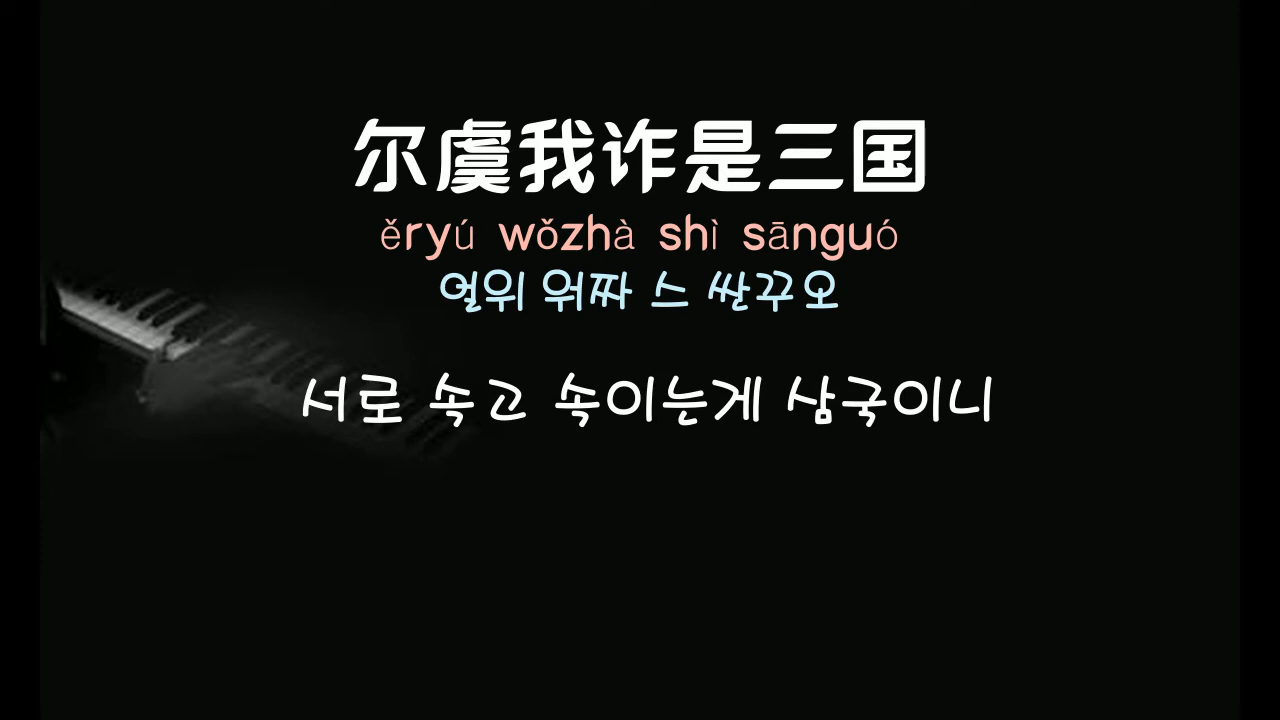 尔虞我诈是三国
ěryú wǒzhà shì sānguó
얼위 워짜 스 싼꾸오
서로 속고 속이는게 삼국이니